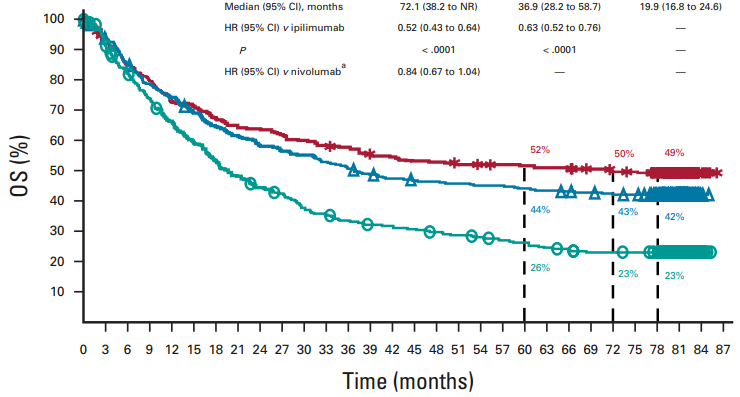 Median (95% CI), months 72.1 (38.2 to NR) 36.9 (28.2 to 58.7) 19.9 (16.8 to 24.6)
HR (95% CI) v ipilimumab 0.52 (0.43 to 0.64) 0.63 (0.52 to 0.76) —
P < .0001 < .0001 —
HR (95% CI) v nivolumabᵃ 0.84 (0.67 to 1.04) — —
OS (%)
100
90
80
70
60
50
40
30
20
10
52% 50% 49%
44% 43% 42%
26% 23% 23%
0 3 6 9 12 15 18 21 24 27 30 33 36 39 42 45 48 51 54 57 60 63 66 69 72 75 78 81 84 87
Time (months)